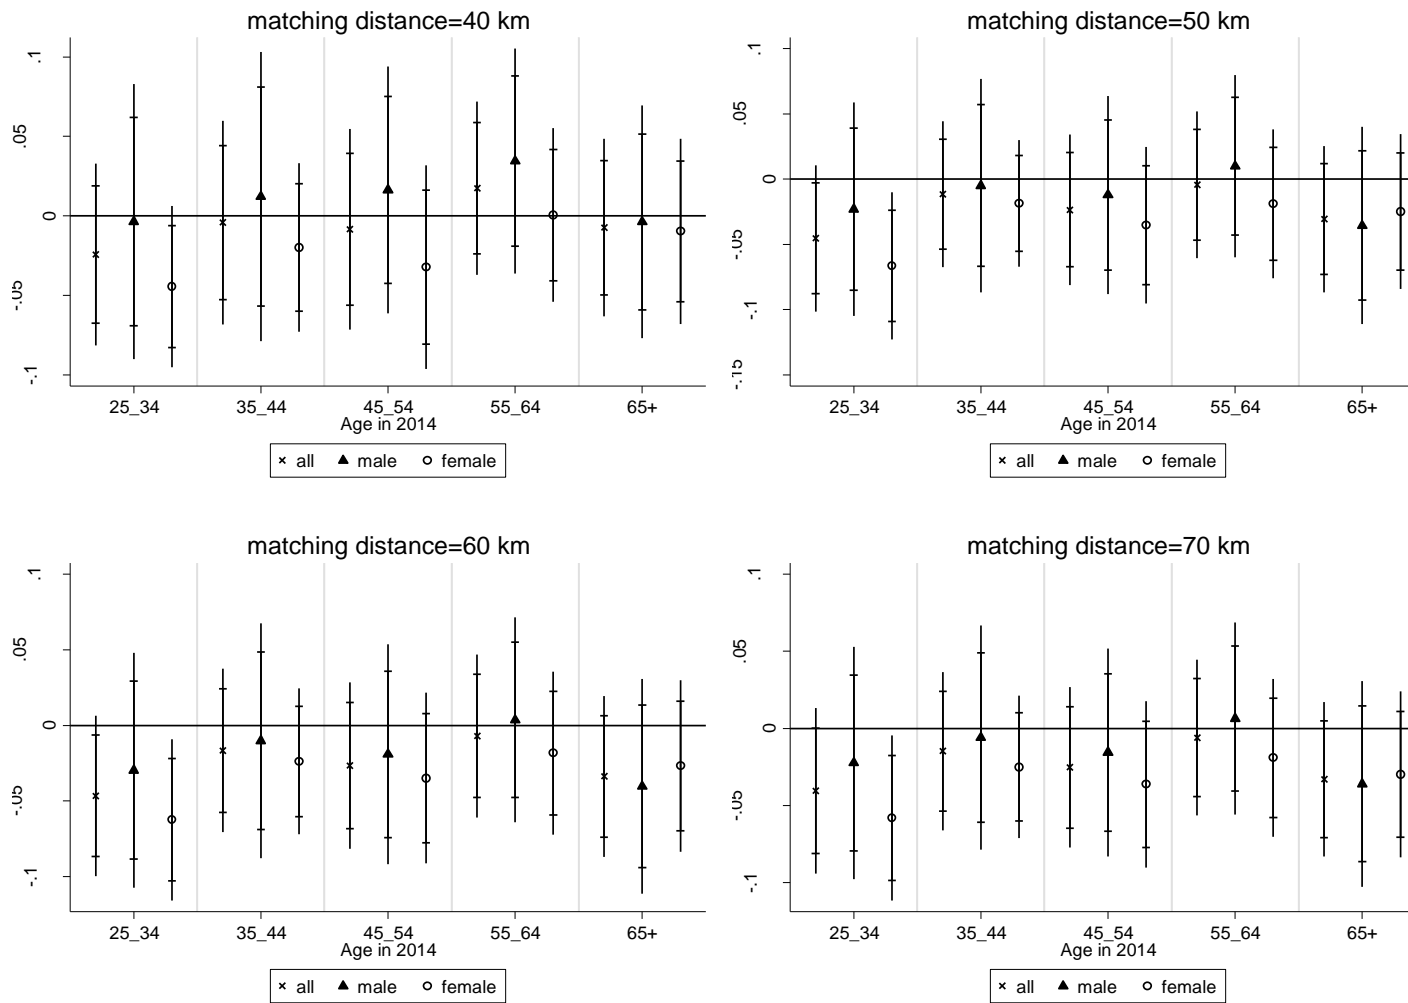 matching distance=40 km
.1
.05
0
-.05
-.1
25_34 35_44 45_54 55_64 65+
Age in 2014
all male female
matching distance=50 km
.1
.05
0
-.05
-.1
-.15
25_34 35_44 45_54 55_64 65+
Age in 2014
all male female
matching distance=60 km
.1
.05
0
-.05
-.1
25_34 35_44 45_54 55_64 65+
Age in 2014
all male female
matching distance=70 km
.1
.05
0
-.05
-.1
25_34 35_44 45_54 55_64 65+
Age in 2014
all male female